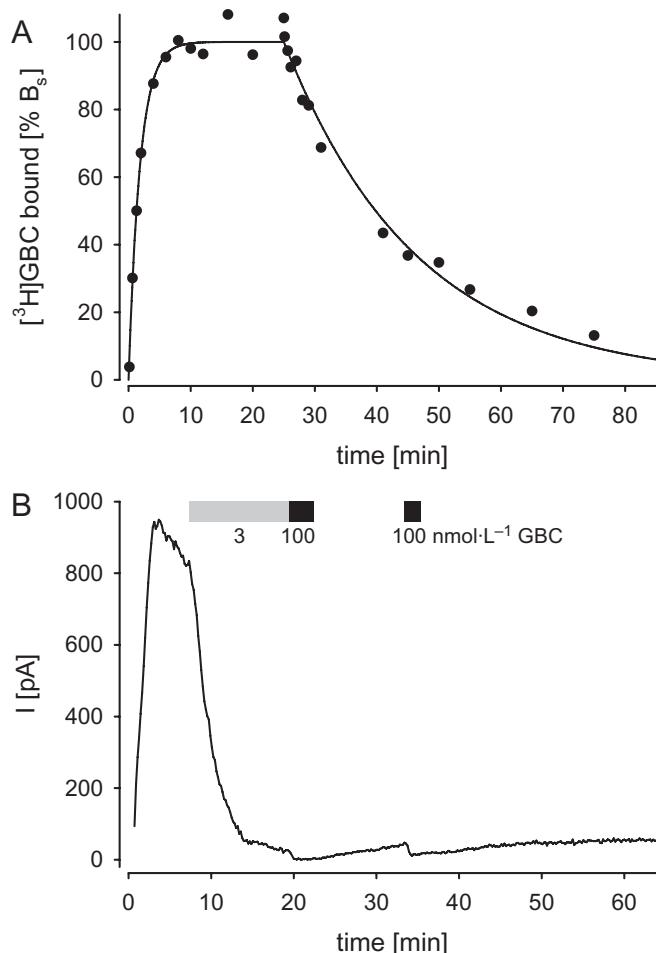 A
[³H]GBC bound [% Bₛ]
100
80
60
40
20
0
0 10 20 30 40 50 60 70 80
time [min]
B
I [pA]
1000
800
600
400
200
0
3 100 100 nmol·L⁻¹ GBC
0 10 20 30 40 50 60
time [min]